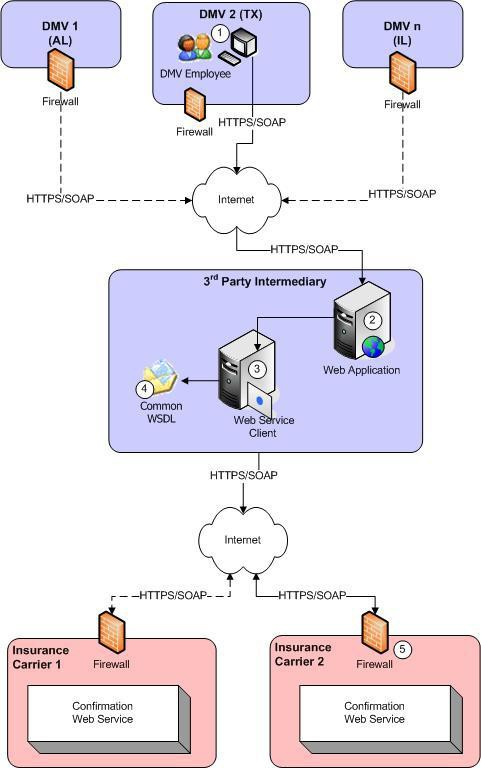 DMV 1
(AL)
Firewall
DMV 2 (TX)
1
DMV Employee
Firewall
DMV n
(IL)
Firewall
HTTPS/SOAP
HTTPS/SOAP
HTTPS/SOAP
Internet
HTTPS/SOAP
3rd Party Intermediary
2
Web Application
3
Web Service
Client
4
Common
WSDL
HTTPS/SOAP
Internet
HTTPS/SOAP
HTTPS/SOAP
Insurance
Carrier 1
Firewall
Confirmation
Web Service
Insurance
Carrier 2
Firewall
5
Confirmation
Web Service